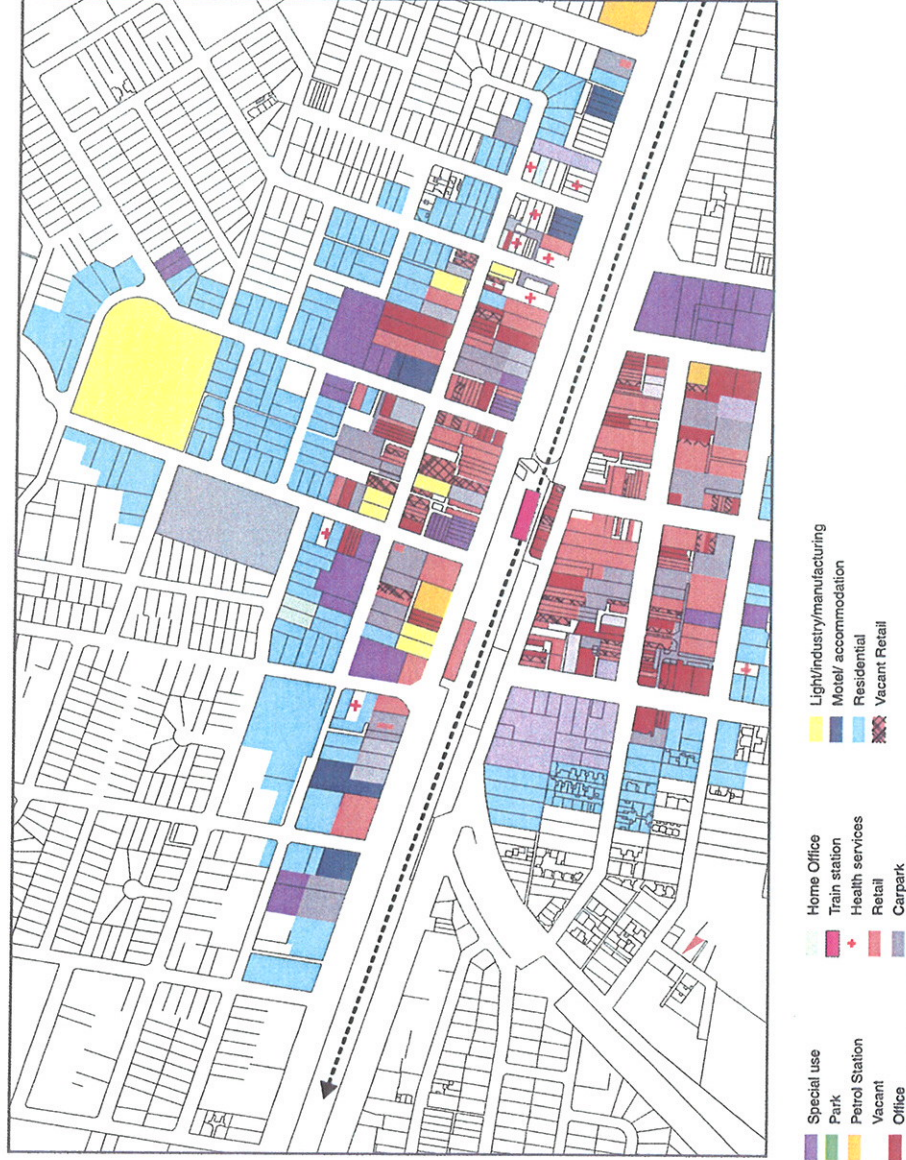 Special use
Park
Petrol Station
Vacant
Office
Home Office
Train station
Health services
Retail
Carpark
Light/industry/manufacturing
Motel/ accommodation
Residential
Vacant Retail